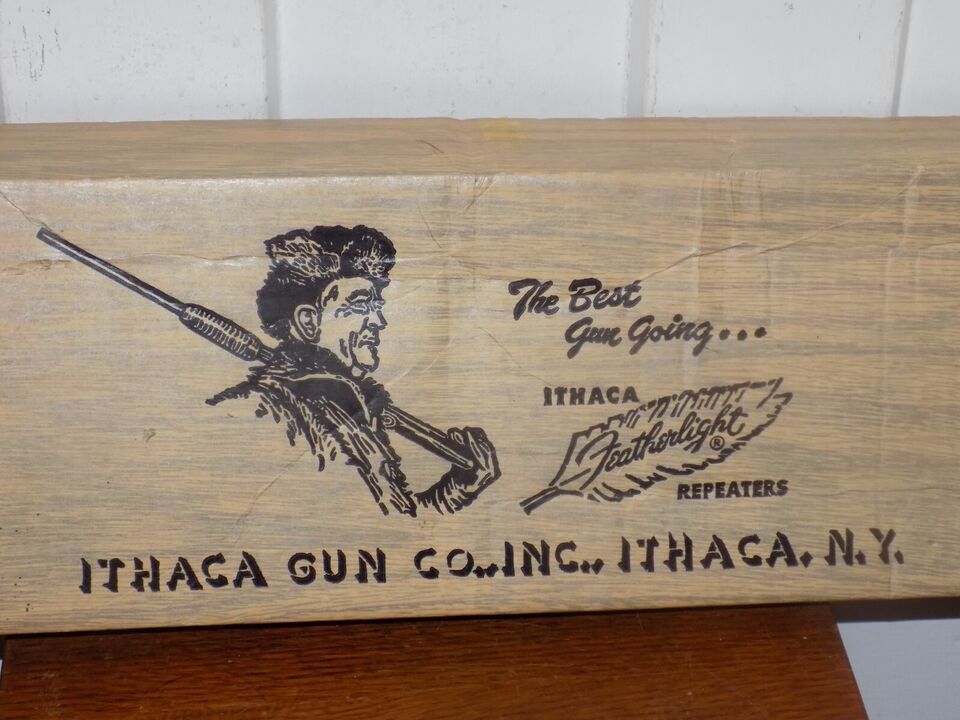 The Best
Gun Going...
ITHACA
Featherlight®
REPEATERS
ITHACA GUN CO., INC., ITHACA, N.Y.